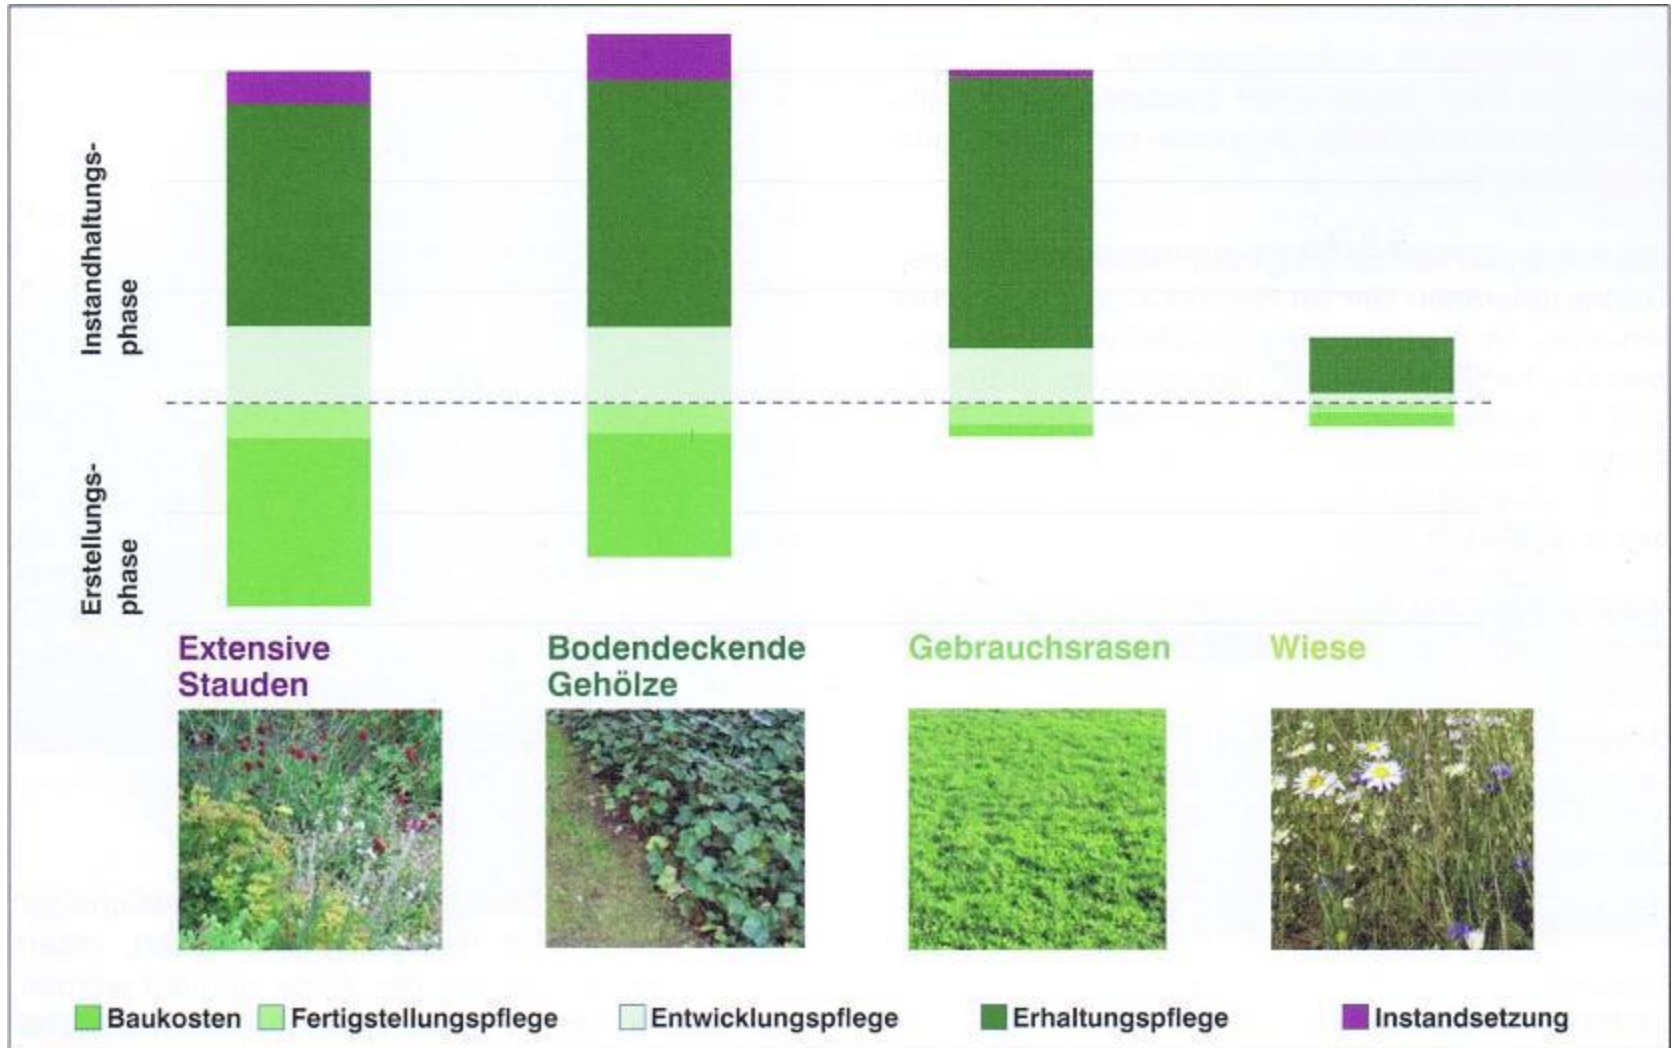 Instandhaltungs-
phase
Erstellungs-
phase
Extensive
Stauden
Bodendeckende
Gehölze
Gebrauchsrasen
Wiese
Baukosten
Fertigstellungspflege
Entwicklungspflege
Erhaltungspflege
Instandsetzung